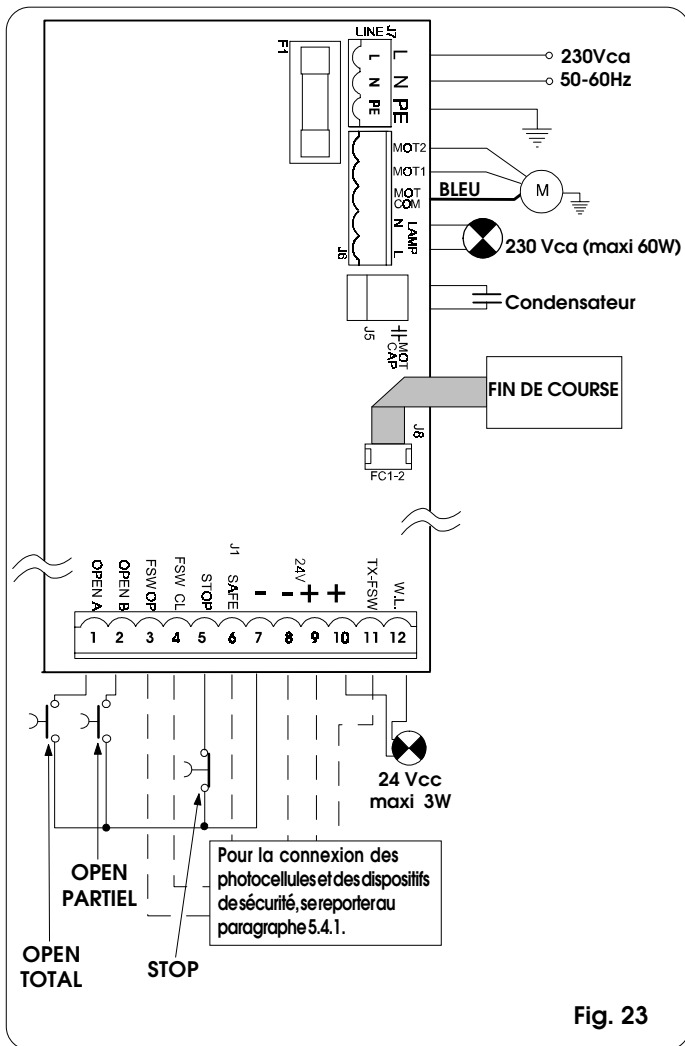 LINE J7
F1
L
N
PE
L
N
PE
230Vca
50-60Hz
MOT2
MOT1
MOT
COM
BLEU
M
N
L
LAMP
J6
230 Vca (maxi 60W)
J5
MOT
CAP
Condensateur
FIN DE COURSE
J8
FC1-2
OPEN A
OPEN B
FSW OP
FSW CL
STOP
J1
SAFE
-
-
24V
+
+
TX-FSW
W.L.
1 2 3 4 5 6 7 8 9 10 11 12
24 Vcc
maxi 3W
Pour la connexion des
photocellules et des dispositifs
de sécurité, se reporter au
paragraphe 5.4.1.
OPEN
PARTIEL
OPEN
TOTAL
STOP
Fig. 23